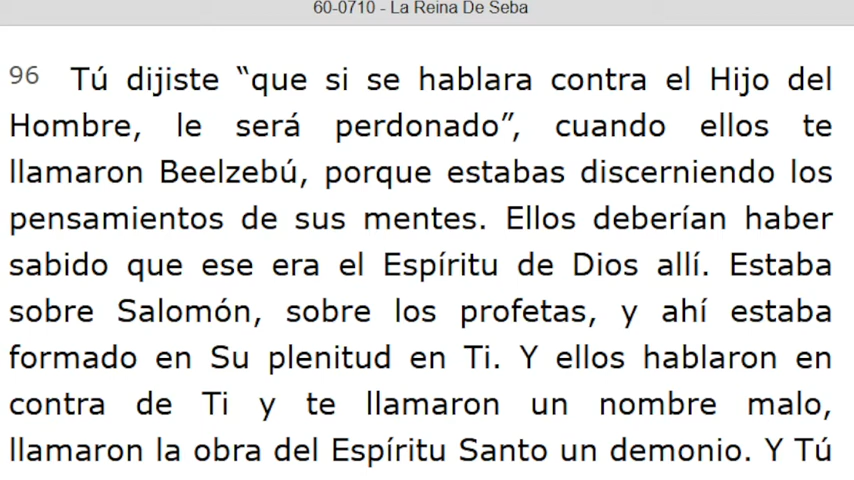 60-0710 - La Reina De Seba
96 Tú dijiste “que si se hablara contra el Hijo del
Hombre, le será perdonado”, cuando ellos te
llamaron Beelzebú, porque estabas discerniendo los
pensamientos de sus mentes. Ellos deberían haber
sabido que ese era el Espíritu de Dios allí. Estaba
sobre Salomón, sobre los profetas, y ahí estaba
formado en Su plenitud en Ti. Y ellos hablaron en
contra de Ti y te llamaron un nombre malo,
llamaron la obra del Espíritu Santo un demonio. Y Tú